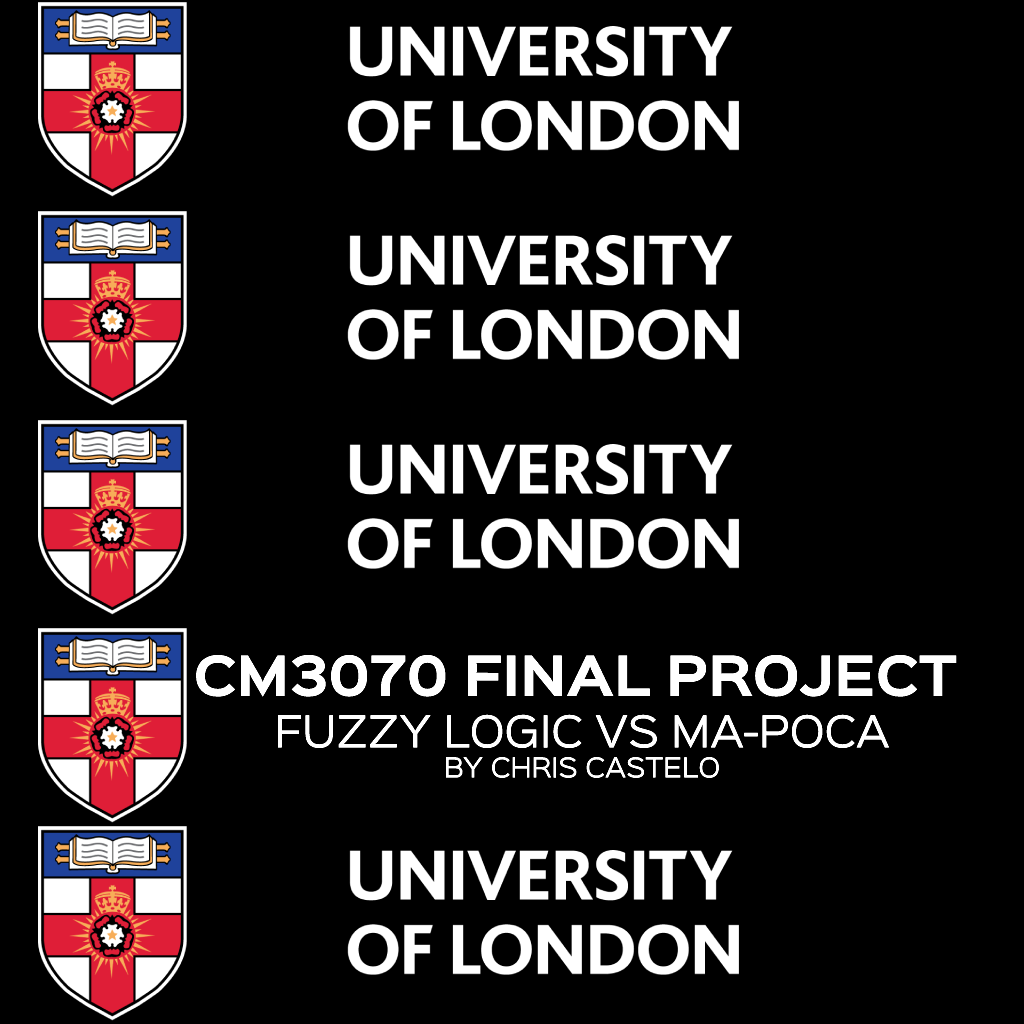 UNIVERSITY
OF LONDON
UNIVERSITY
OF LONDON
UNIVERSITY
OF LONDON
CM3070 FINAL PROJECT
FUZZY LOGIC VS MA-POCA
BY CHRIS CASTELO
UNIVERSITY
OF LONDON